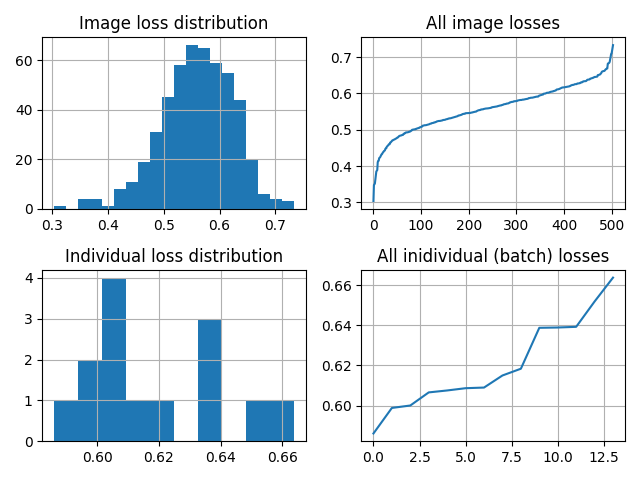 Image loss distribution
0
20
40
60
0.3 0.4 0.5 0.6 0.7
All image losses
0.3
0.4
0.5
0.6
0.7
0 100 200 300 400 500
Individual loss distribution
0
1
2
3
4
0.60 0.62 0.64 0.66
All inidividual (batch) losses
0.60
0.62
0.64
0.66
0.0 2.5 5.0 7.5 10.0 12.5